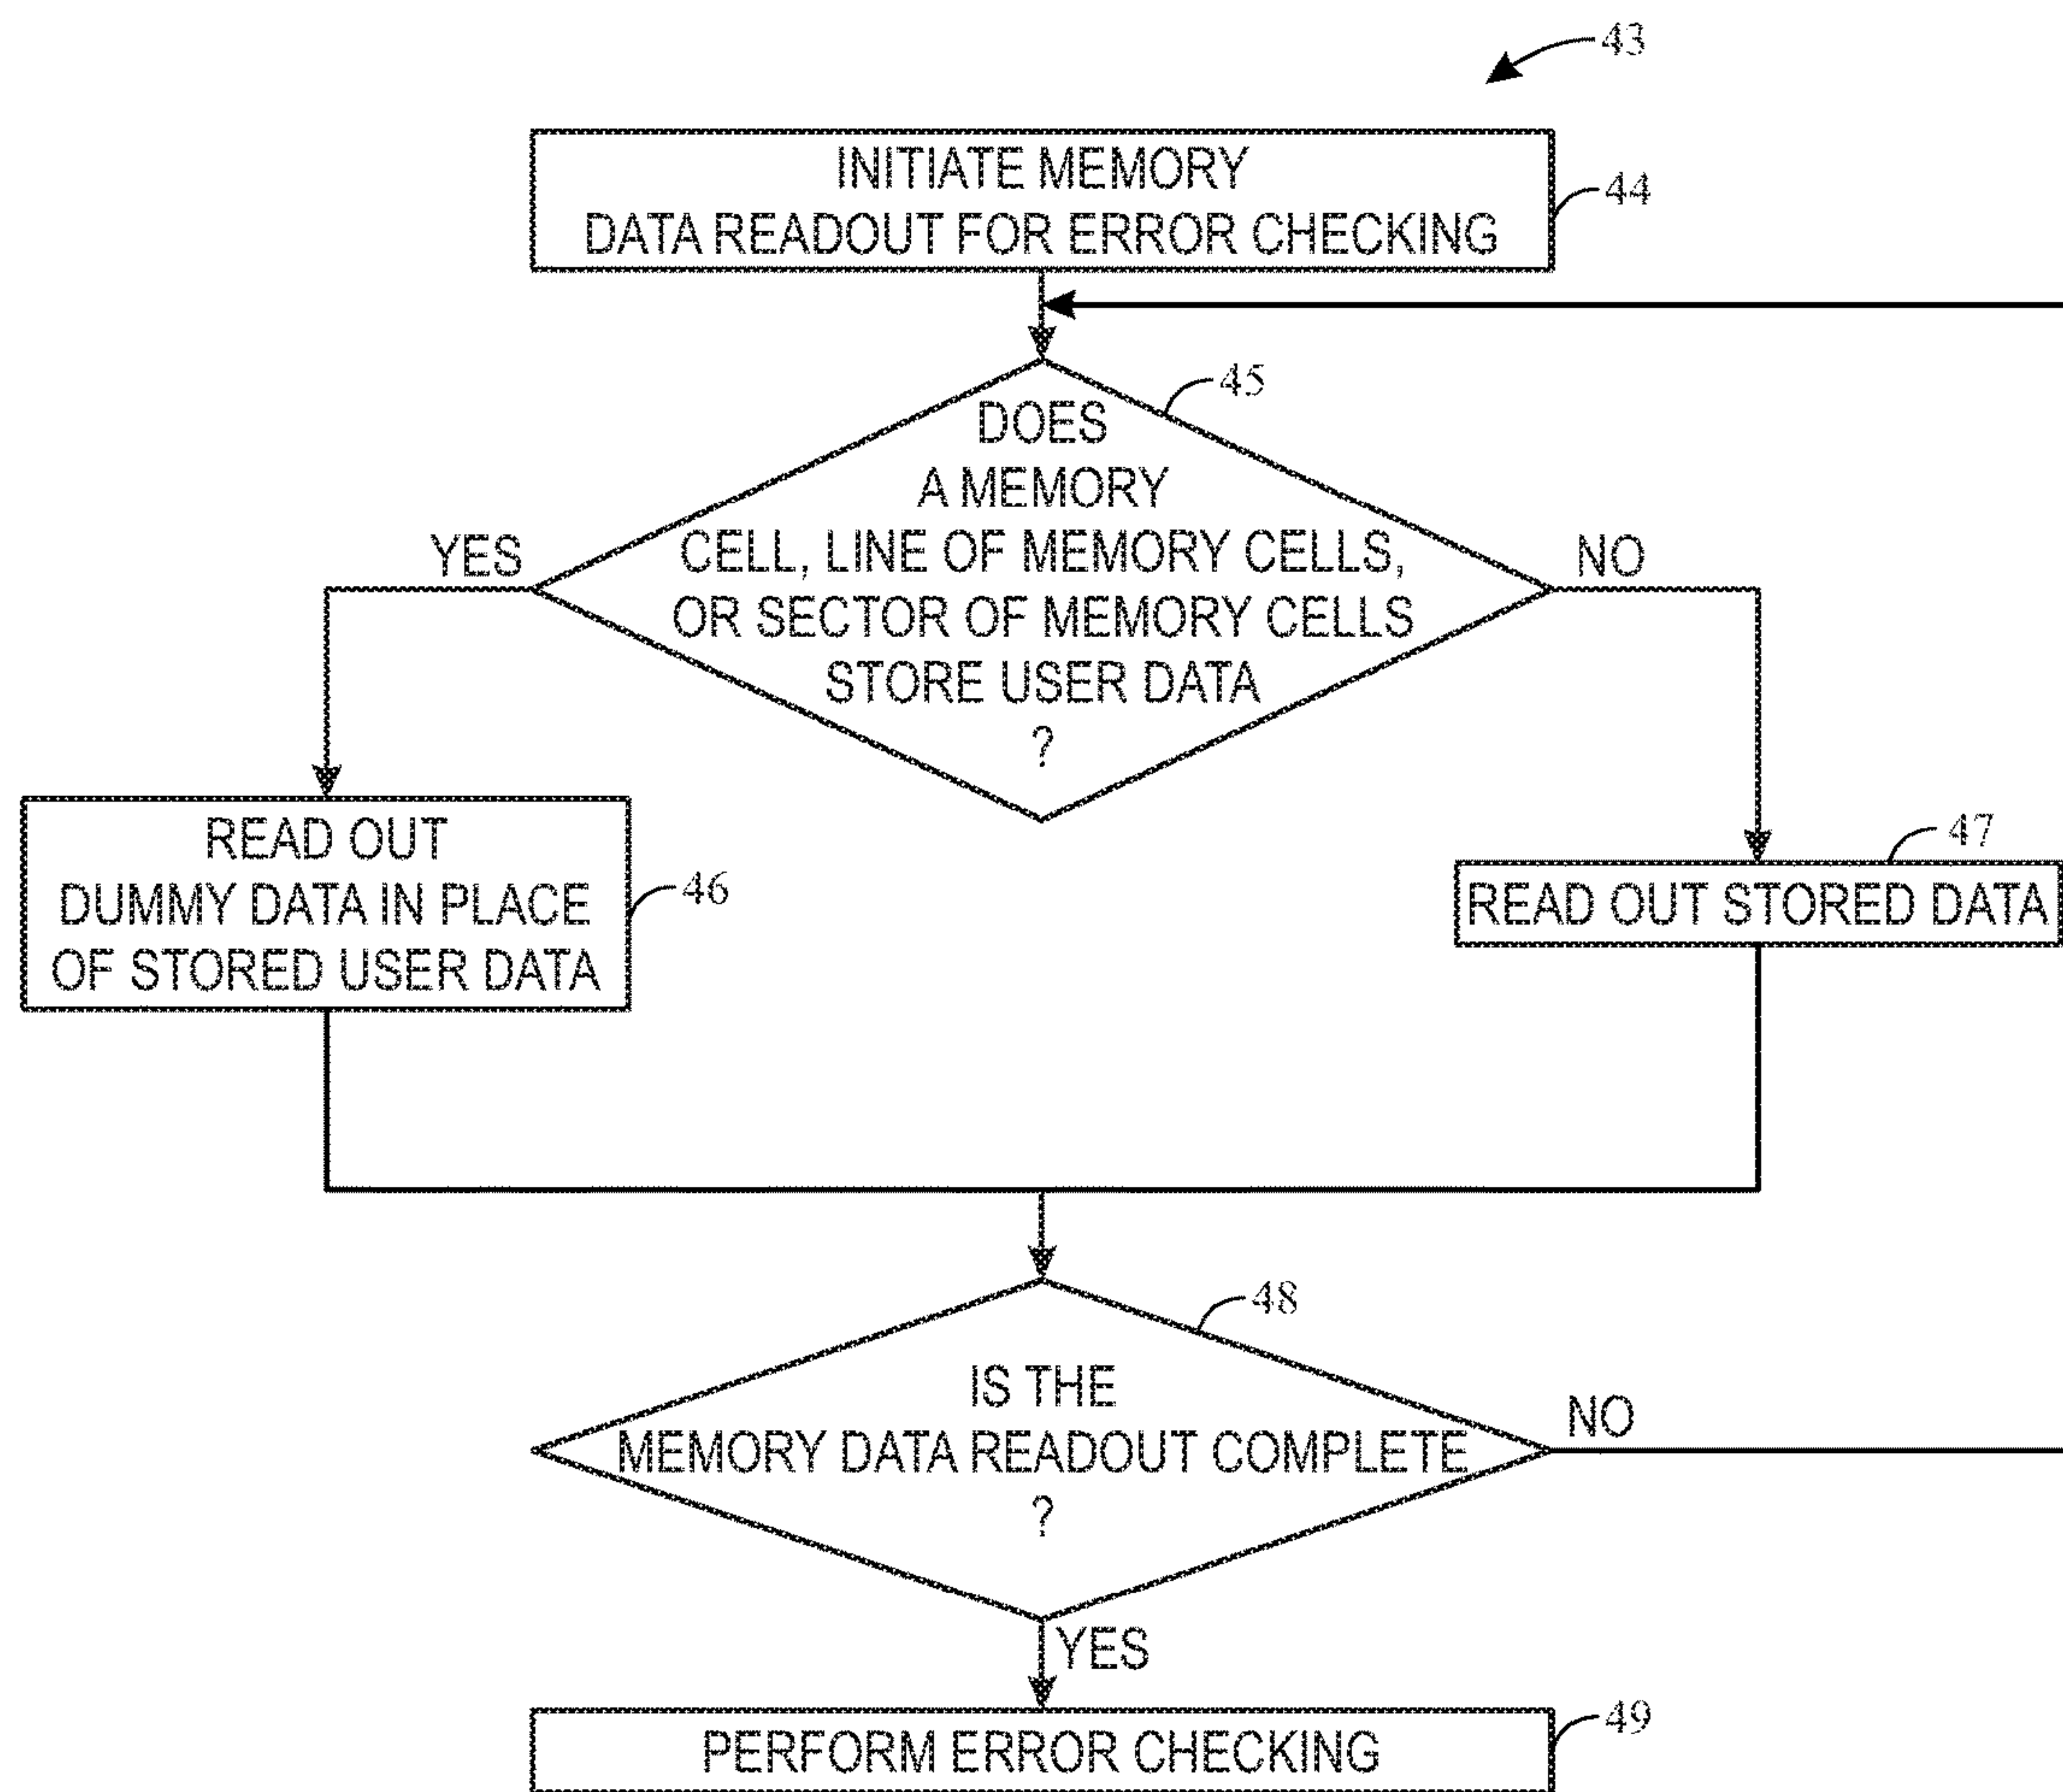 43
INITIATE MEMORY
DATA READOUT FOR ERROR CHECKING
44
45
DOES
A MEMORY
CELL, LINE OF MEMORY CELLS,
OR SECTOR OF MEMORY CELLS
STORE USER DATA
?
YES
NO
READ OUT
DUMMY DATA IN PLACE
OF STORED USER DATA
46
47
READ OUT STORED DATA
48
IS THE
MEMORY DATA READOUT COMPLETE
?
NO
YES
PERFORM ERROR CHECKING
49